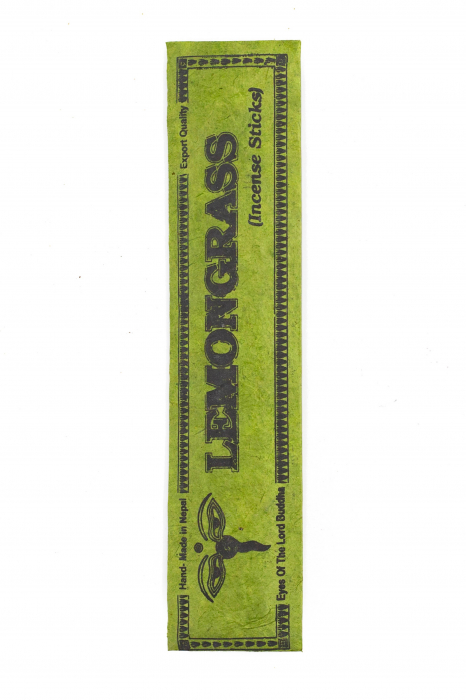 Hand- Made in Nepal
Export Quality
LEMONGRASS
(Incense Sticks)
Eyes Of The Lord Buddha